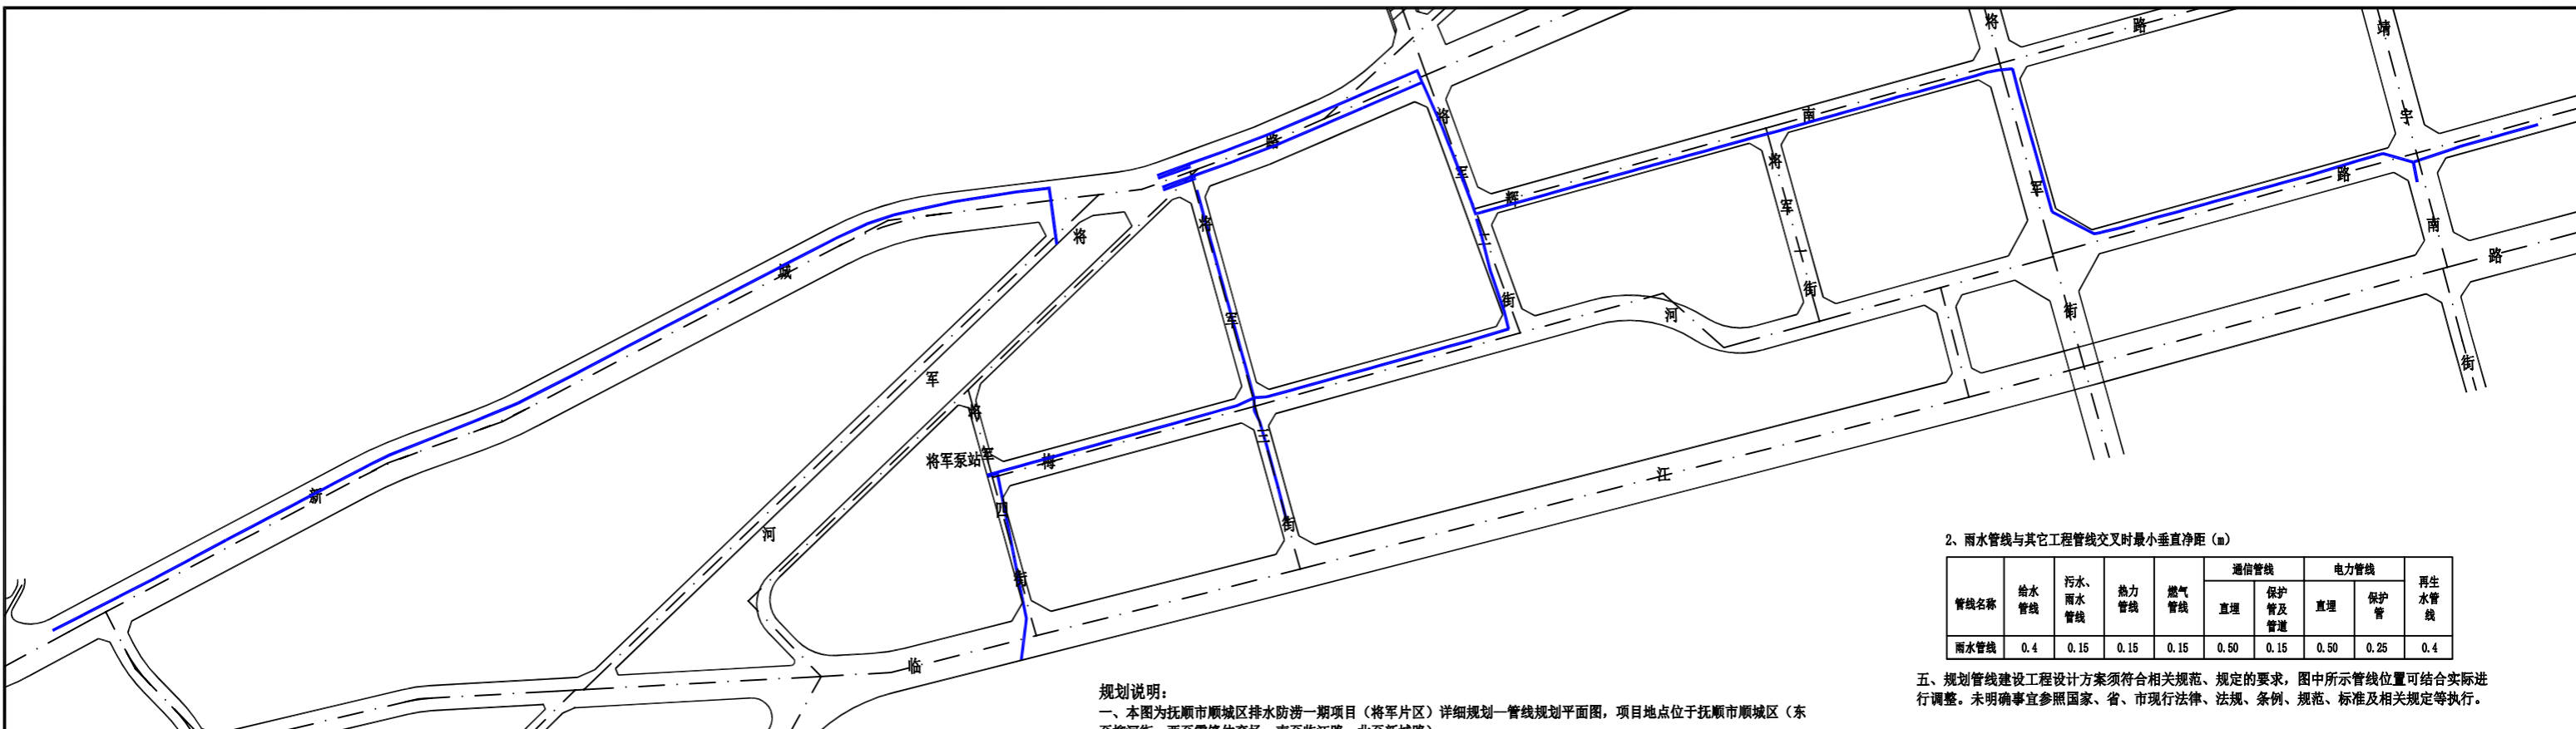 新城路
将军河
将军四街
将军三街
将军二街
将军一街
将军街
辉南路
梅河路
靖宇南街
临江路
将军泵站
2、雨水管线与其它工程管线交叉时最小垂直净距（m）
管线名称 给水管线 污水、雨水管线 热力管线 燃气管线 通信管线 直埋 保护管及管道 电力管线 直埋 保护管 再生水管线
雨水管线 0.4 0.15 0.15 0.15 0.50 0.15 0.50 0.25 0.4
五、规划管线建设工程设计方案须符合相关规范、规定的要求，图中所示管线位置可结合实际进
行调整。未明确事宜参照国家、省、市现行法律、法规、条例、规范、标准及相关规定等执行。
规划说明：
一、本图为抚顺市顺城区排水防涝一期项目（将军片区）详细规划—管线规划平面图，项目地点位于抚顺市顺城区（东